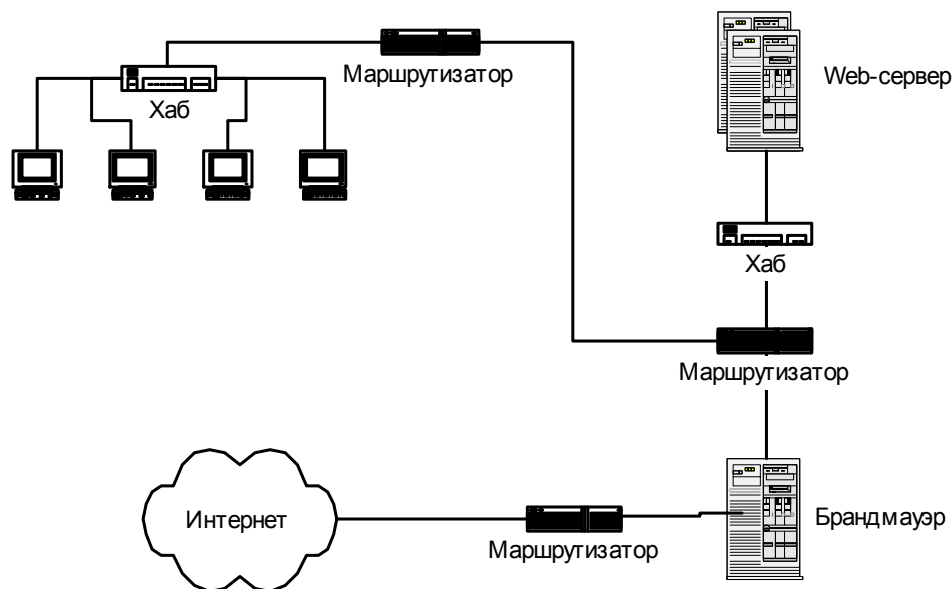 Маршрутизатор
Web-сервер
Хаб
Хаб
Маршрутизатор
Интернет
Брандмауэр
Маршрутизатор